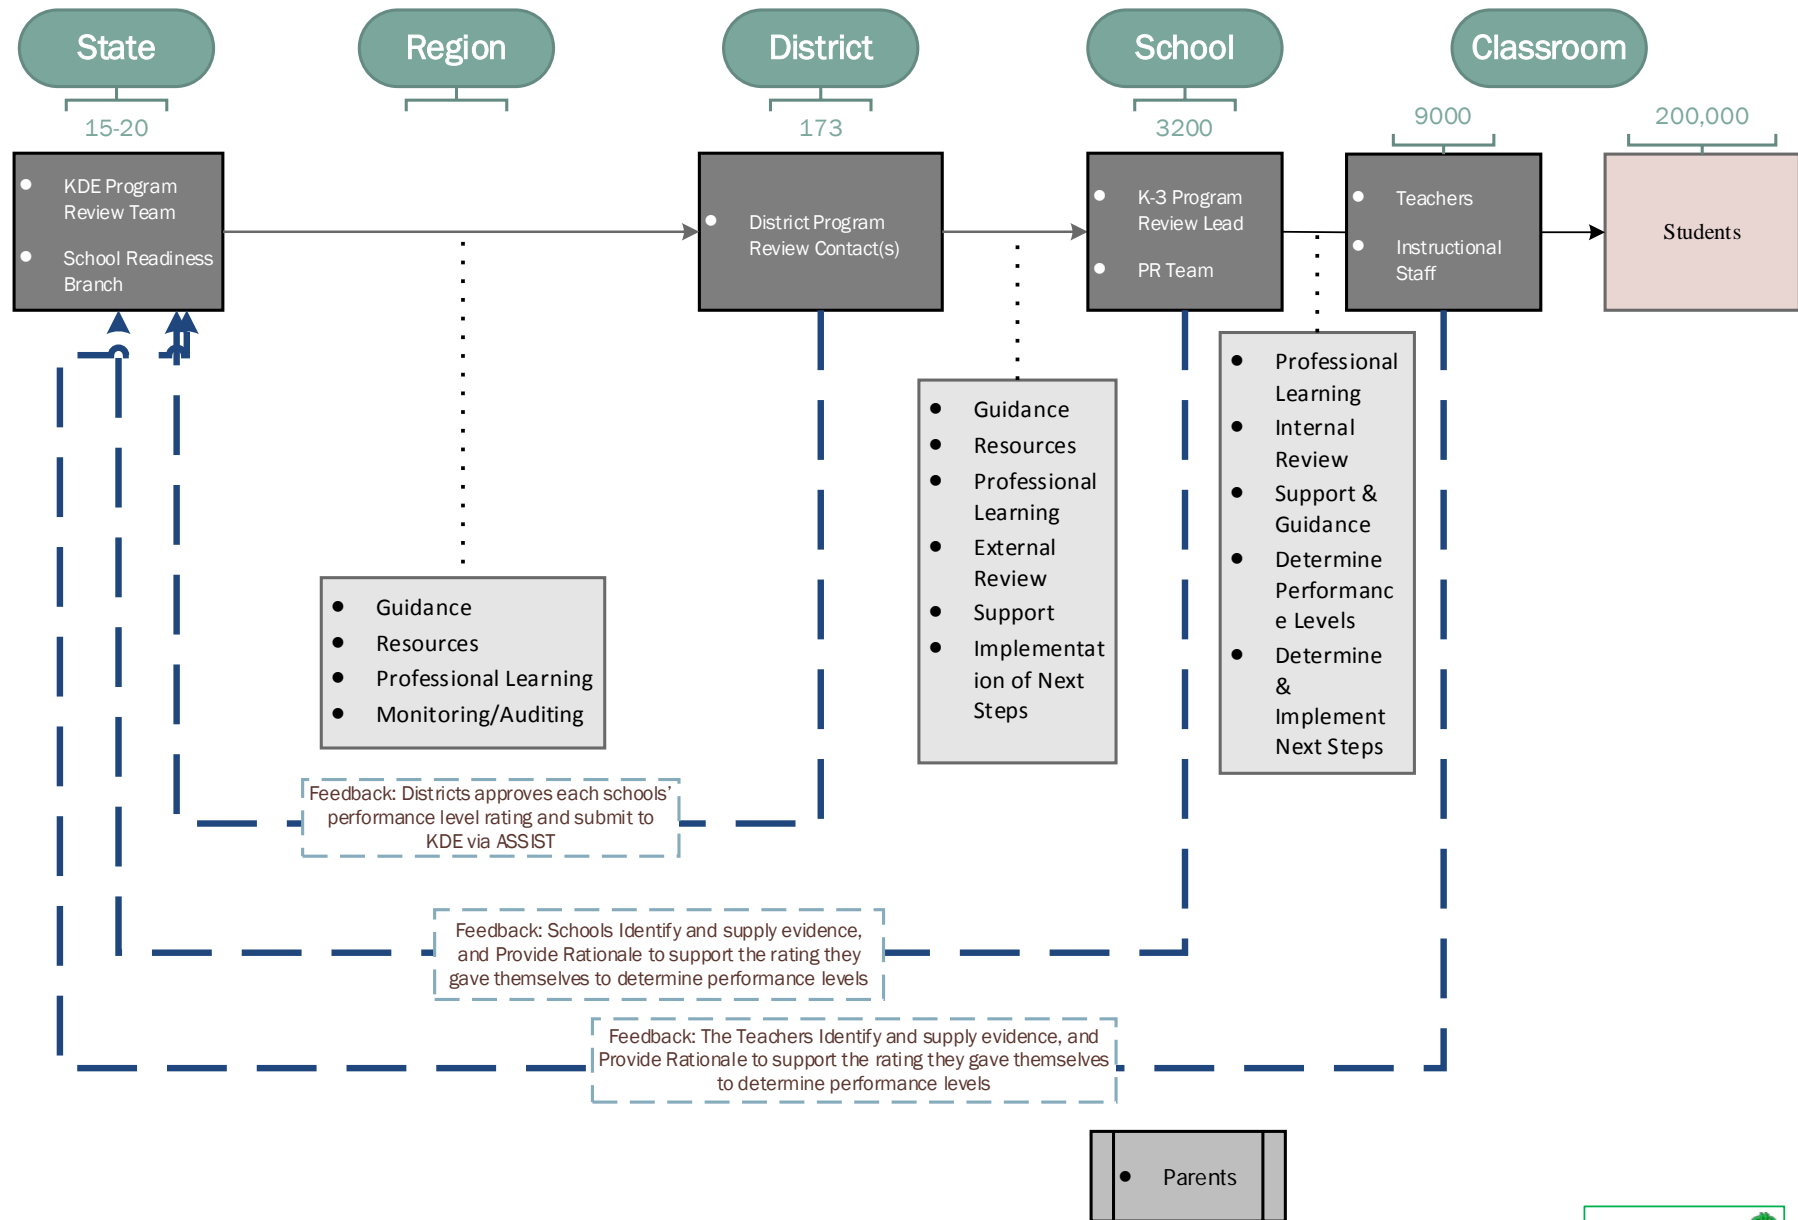 State
Region
District
School
Classroom
15-20
173
3200
9000
200,000
KDE Program
Review Team
School Readiness
Branch
District Program
Review Contact(s)
K-3 Program
Review Lead
PR Team
Teachers
Instructional
Staff
Students
Guidance
Resources
Professional Learning
Monitoring/Auditing
Guidance
Resources
Professional
Learning
External
Review
Support
Implementat
ion of Next
Steps
Professional
Learning
Internal
Review
Support &
Guidance
Determine
Performanc
e Levels
Determine
&
Implement
Next Steps
Feedback: Districts approves each schools’
performance level rating and submit to
KDE via ASSIST
Feedback: Schools Identify and supply evidence,
and Provide Rationale to support the rating they
gave themselves to determine performance levels
Feedback: The Teachers Identify and supply evidence, and
Provide Rationale to support the rating they gave themselves
to determine performance levels
Parents